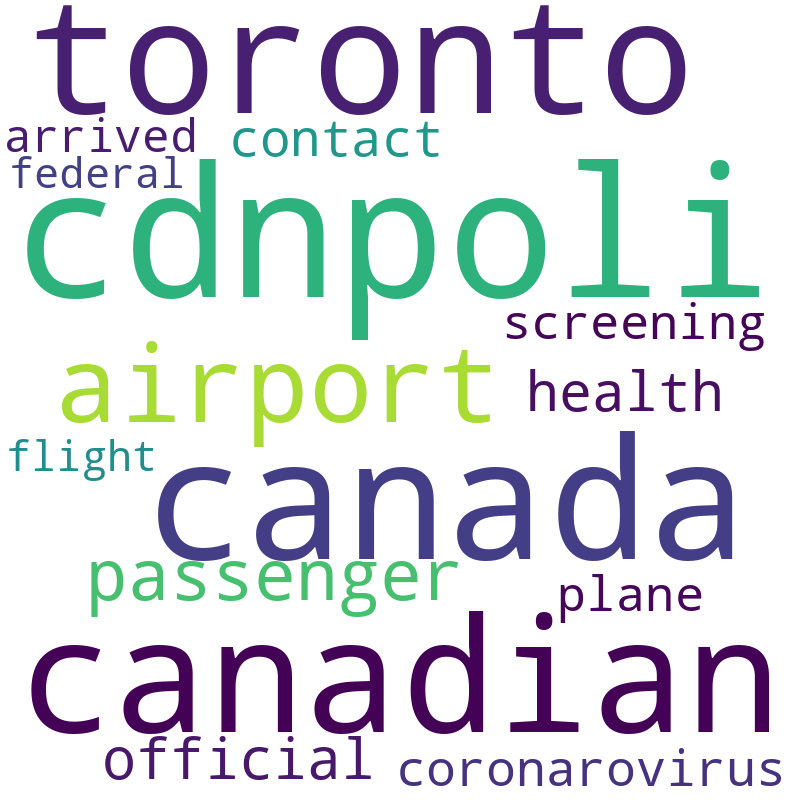 toronto
arrived contact
federal
cdnpoli
screening
airport
health
flight
canada
passenger
plane
canadian
official
coronarovirus